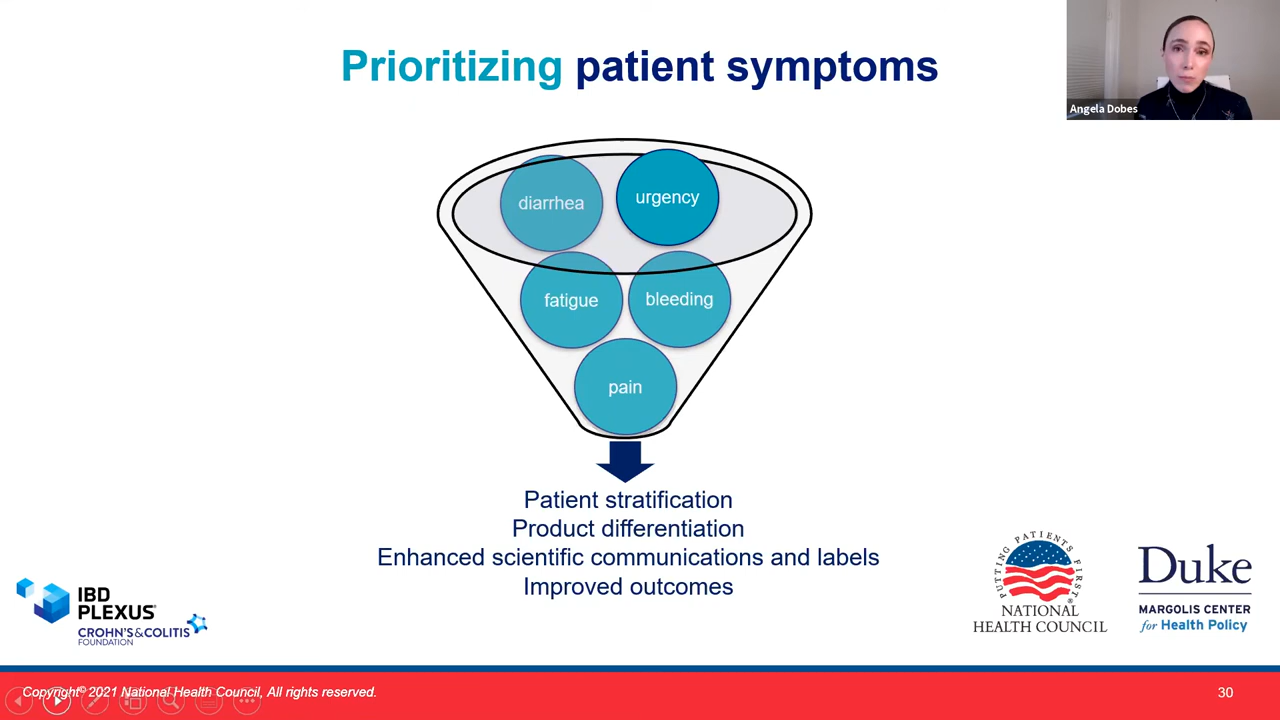 Prioritizing patient symptoms
Angela Dobes
diarrhea
urgency
fatigue
bleeding
pain
Patient stratification
Product differentiation
Enhanced scientific communications and labels
Improved outcomes
IBD
PLEXUS®
CROHN'S & COLITIS
FOUNDATION
PUTTING PATIENTS FIRST®
NATIONAL
HEALTH COUNCIL
Duke
MARGOLIS CENTER
for Health Policy
Copyright© 2021 National Health Council, All rights reserved.
30